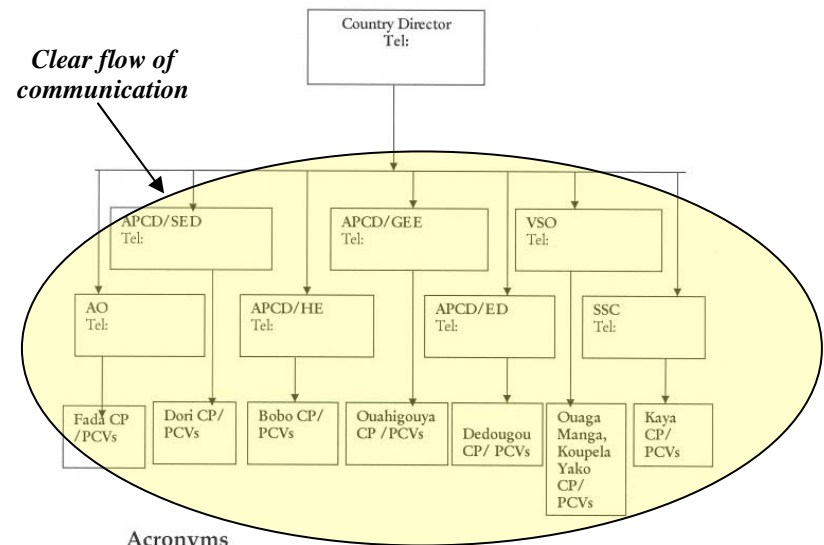 Country Director
Tel:
Clear flow of
communication
APCD/SED
Tel:
APCD/GEE
Tel:
VSO
Tel:
AO
Tel:
APCD/HE
Tel:
APCD/ED
Tel:
SSC
Tel:
Fada CP
/PCVs
Dori CP/
PCVs
Bobo CP/
PCVs
Ouahigouya
CP /PCVs
Dedougou
CP/ PCVs
Ouaga
Manga,
Koupela
Yako
CP/
PCVs
Kaya
CP/
PCVs
Acronyms